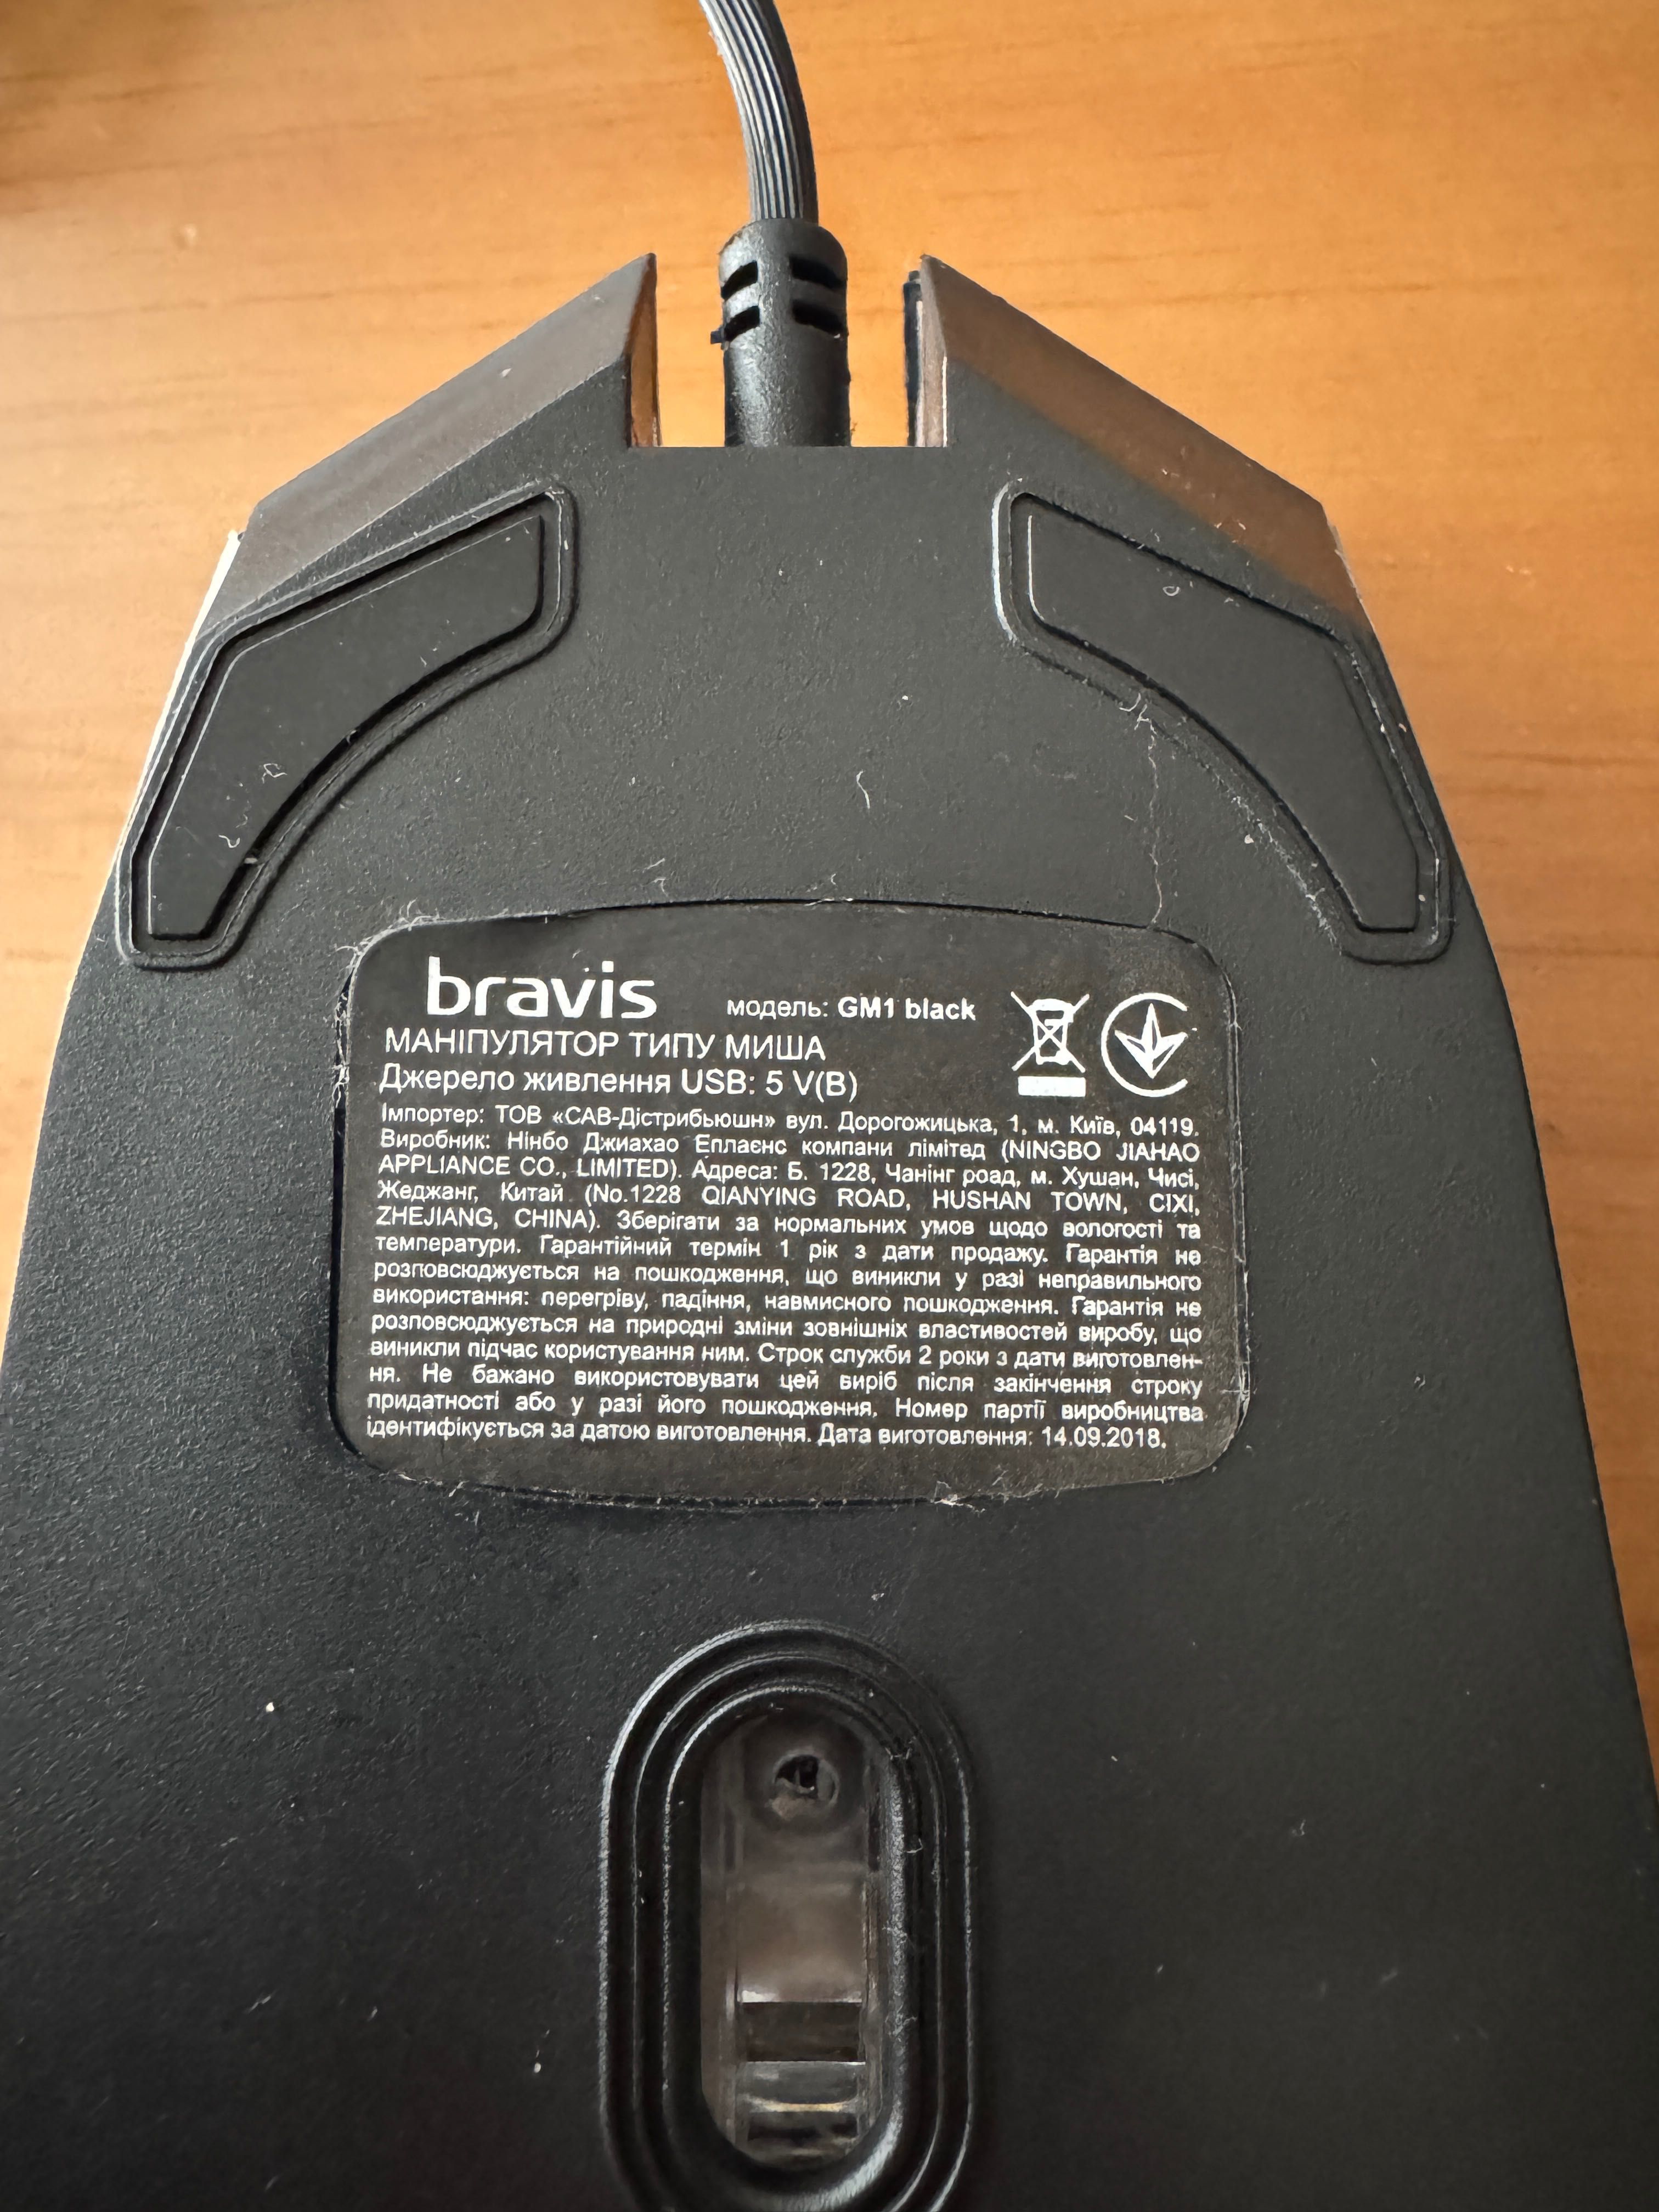 bravis модель: GM1 black
МАНІПУЛЯТОР ТИПУ МИША
Джерело живлення USB: 5 V(В)
Імпортер: ТОВ «САВ-Дістрибьюшн» вул. Дорогожицька, 1, м. Київ, 04119.
Виробник: Нінбо Джиахао Еплаєнс компани лімітед (NINGBO JIAHAO
APPLIANCE CO., LIMITED). Адреса: Б. 1228, Чанінг роад, м. Хушан, Чисі,
Жеджанг, Китай (No.1228 QIANYING ROAD, HUSHAN TOWN, CIXI,
ZHEJIANG, CHINA). Зберігати за нормальних умов щодо вологості та
температури. Гарантійний термін 1 рік з дати продажу. Гарантія не
розповсюджується на пошкодження, що виникли у разі неправильного
використання: перегріву, падіння, навмисного пошкодження. Гарантія не
розповсюджується на природні зміни зовнішніх властивостей виробу, що
виникли підчас користування ним. Строк служби 2 роки з дати виготовлен-
ня. Не бажано використовувати цей виріб після закінчення строку
придатності або у разі його пошкодження. Номер партії виробництва
ідентифікується за датою виготовлення. Дата виготовлення: 14.09.2018.